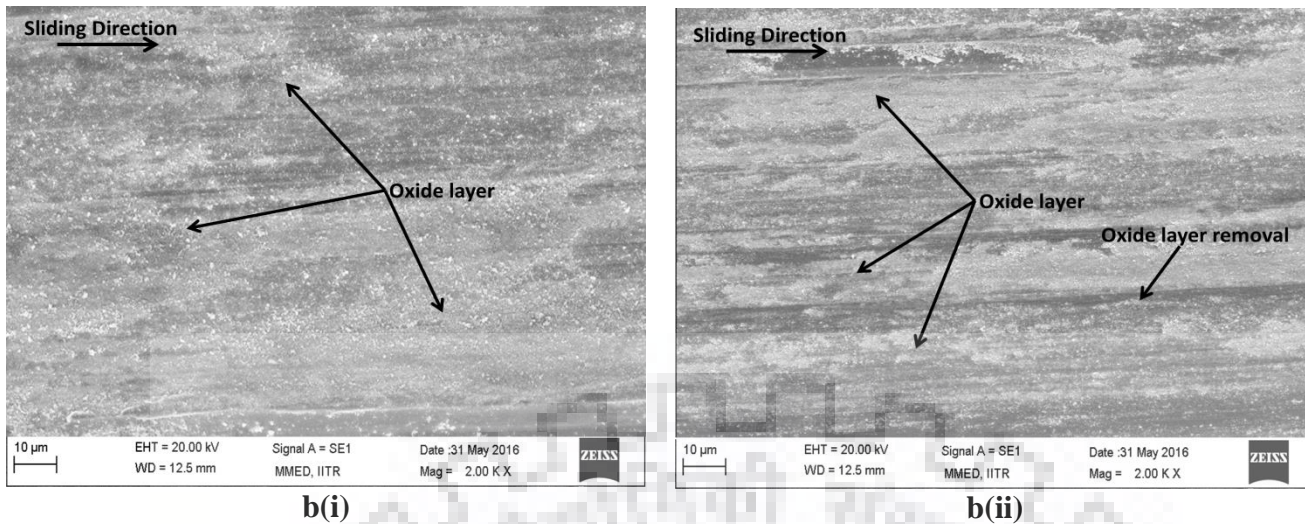 Sliding Direction
Oxide layer
10 µm
EHT = 20.00 kV
Signal A = SE1
Date :31 May 2016
WD = 12.5 mm
MMED, IITR
Mag = 2.00 K X
ZEISS
b(i)
Sliding Direction
Oxide layer
Oxide layer removal
10 µm
EHT = 20.00 kV
Signal A = SE1
Date :31 May 2016
WD = 12.5 mm
MMED, IITR
Mag = 2.00 K X
ZEISS
b(ii)